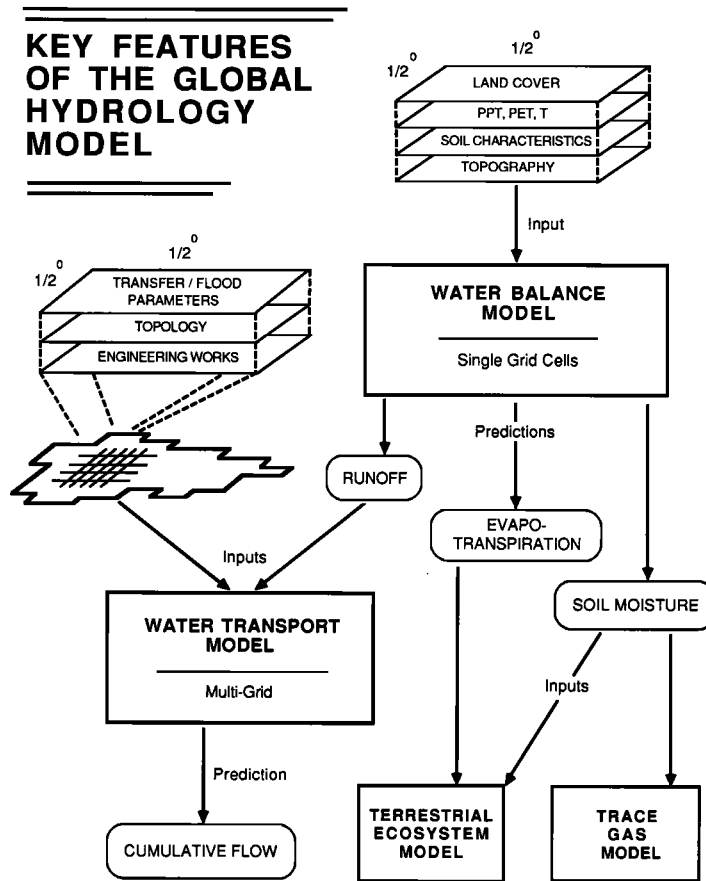 KEY FEATURES
OF THE GLOBAL
HYDROLOGY
MODEL
1/2°
1/2°
LAND COVER
PPT, PET, T
SOIL CHARACTERISTICS
TOPOGRAPHY
Input
1/2°
1/2°
TRANSFER / FLOOD
PARAMETERS
TOPOLOGY
ENGINEERING WORKS
WATER BALANCE
MODEL
Single Grid Cells
Predictions
RUNOFF
EVAPO-
TRANSPIRATION
Inputs
SOIL MOISTURE
WATER TRANSPORT
MODEL
Multi-Grid
Inputs
Prediction
CUMULATIVE FLOW
TERRESTRIAL
ECOSYSTEM
MODEL
TRACE
GAS
MODEL